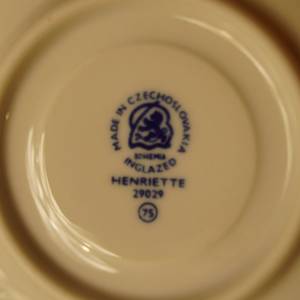 MADE IN CZECHOSLOVAKIA
BOHEMIA
INGLAZED
HENRIETTE
29029
75